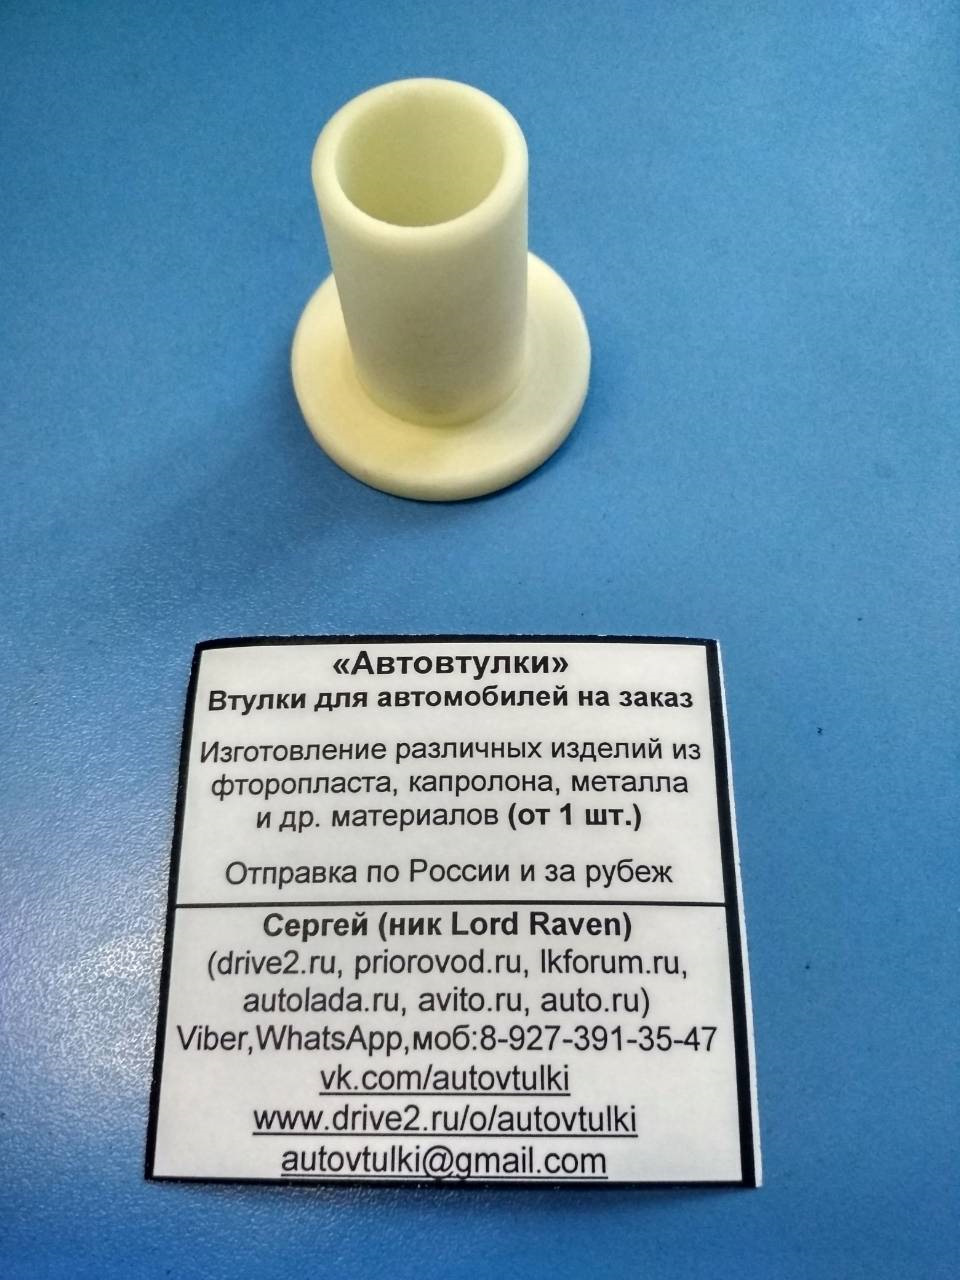 «Автовтулки»
Втулки для автомобилей на заказ
Изготовление различных изделий из
фторопласта, капролона, металла
и др. материалов (от 1 шт.)
Отправка по России и за рубеж
Сергей (ник Lord Raven)
(drive2.ru, priorovod.ru, lkforum.ru,
autolada.ru, avito.ru, auto.ru)
Viber,WhatsApp,моб:8-927-391-35-47
vk.com/autovtulki
www.drive2.ru/o/autovtulki
autovtulki@gmail.com